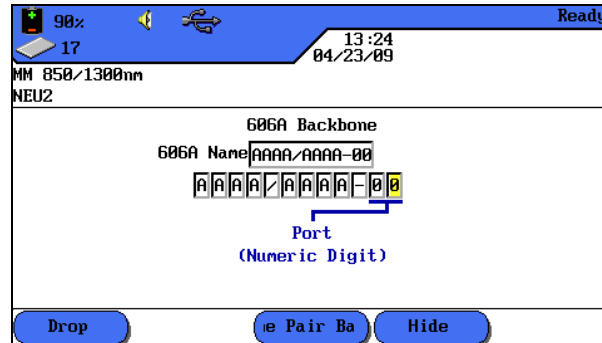 90%
Ready
17
13:24
04/23/09
MM 850/1300nm
NEU2
606A Backbone
606A Name AAAA/AAAA-00
AAAA/AAAA-00
Port
(Numeric Digit)
Drop
e Pair Ba
Hide